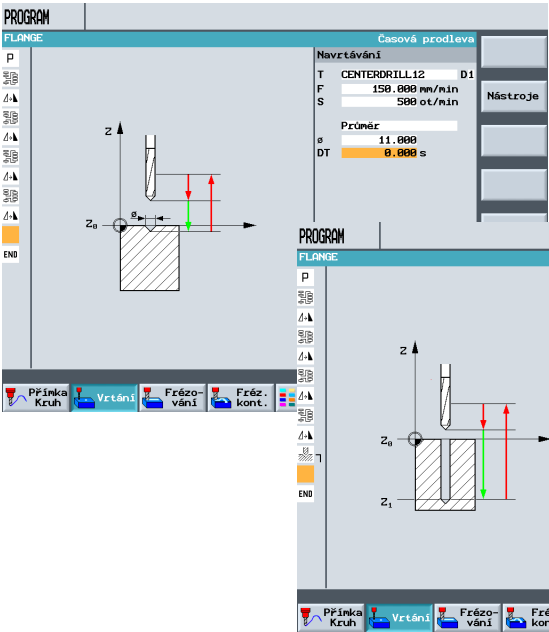 PROGRAM
FLANGE
Časová prodleva
P
END
Z
ø
Z0
Navrtávání
T CENTERDRILL12 D1
F 150.000 mm/min
S 500 ot/min
Průměr
ø 11.000
DT 0.000 s
Nástroje
Přímka Kruh
Vrtání
Frézo- vání
Fréz. kont.
PROGRAM
FLANGE
P
END
Z
Z0
Z1
Přímka Kruh
Vrtání
Frézo- vání
Fré kon